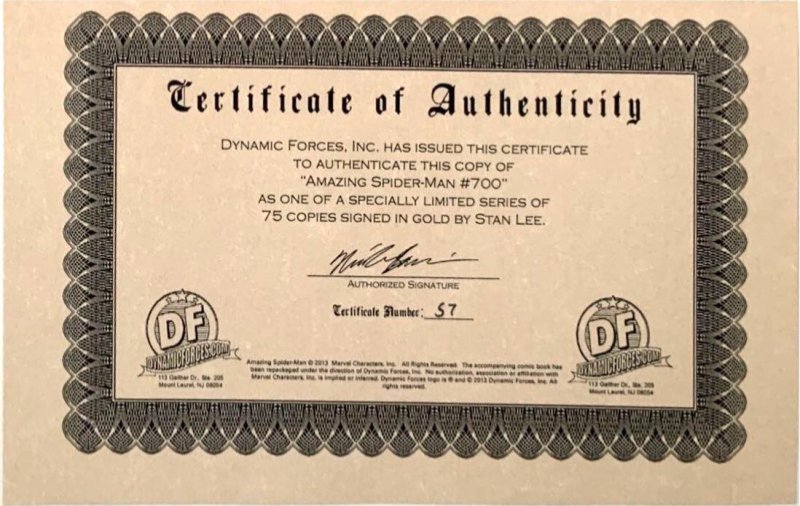 Certificate of Authenticity
DYNAMIC FORCES, INC. HAS ISSUED THIS CERTIFICATE
TO AUTHENTICATE THIS COPY OF
"AMAZING SPIDER-MAN #700"
AS ONE OF A SPECIALLY LIMITED SERIES OF
75 COPIES SIGNED IN GOLD BY STAN LEE.
AUTHORIZED SIGNATURE
Certificate Number: 57
DF
DYNAMICFORCES.COM
113 Gaither Dr., Ste. 205
Mount Laurel, NJ 08054
Amazing Spider-Man © 2013 Marvel Characters, Inc. All Rights Reserved. The accompanying comic book has
been repackaged under the direction of Dynamic Forces, Inc. No authorization, association or affiliation with
Marvel Characters, Inc. is implied or inferred. Dynamic Forces logo is ® and © 2013 Dynamic Forces, Inc. All
rights reserved.
DF
DYNAMICFORCES.COM
113 Gaither Dr., Ste. 205
Mount Laurel, NJ 08054